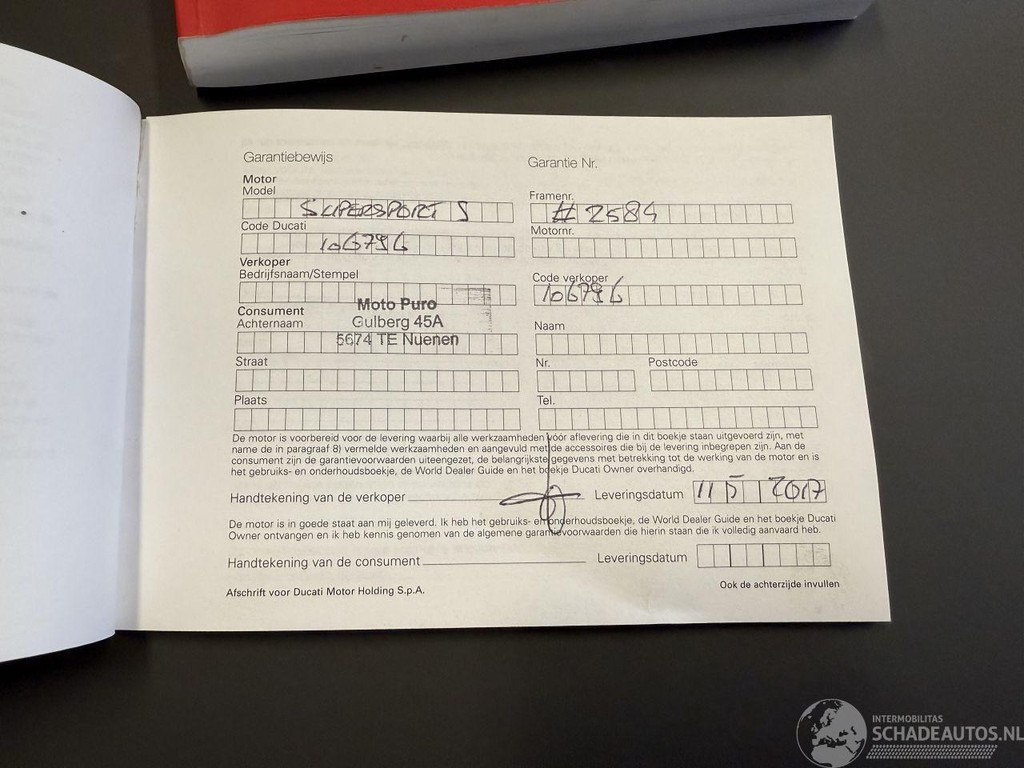 Garantiebewijs
Garantie Nr.
Motor
Model
Framenr.
SUPERSPORT S
# 2584
Code Ducati
Motornr.
106796
Verkoper
Bedrijfsnaam/Stempel
Code verkoper
106796
Moto Puro
Consument
Achternaam
Gulberg 45A
Naam
5674 TE Nuenen
Straat
Nr.
Postcode
Plaats
Tel.
De motor is voorbereid voor de levering waarbij alle werkzaamheden vóór aflevering die in dit boekje staan uitgevoerd zijn, met
name de in paragraaf 8) vermelde werkzaamheden en aangevuld met de accessoires die bij de levering inbegrepen zijn. Aan de
consument zijn de garantievoorwaarden uiteengezet, de belangrijkste gegevens met betrekking tot de werking van de motor en is
het gebruiks- en onderhoudsboekje, de World Dealer Guide en het boekje Ducati Owner overhandigd.
Handtekening van de verkoper
Leveringsdatum
11 5 2017
De motor is in goede staat aan mij geleverd. Ik heb het gebruiks- en onderhoudsboekje, de World Dealer Guide en het boekje Ducati
Owner ontvangen en ik heb kennis genomen van de algemene garantievoorwaarden die hierin staan die ik volledig aanvaard heb.
Handtekening van de consument
Leveringsdatum
Afschrift voor Ducati Motor Holding S.p.A.
Ook de achterzijde invullen
INTERMOBILITAS
SCHADEAUTOS.NL